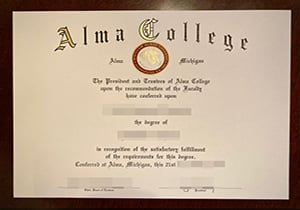 Alma College
Alma Michigan
The President and Trustees of Alma College
upon the recommendation of the Faculty
have conferred upon
the degree of
in recognition of the satisfactory fulfillment
of the requirements for this degree.
Conferred at Alma, Michigan, this 21st